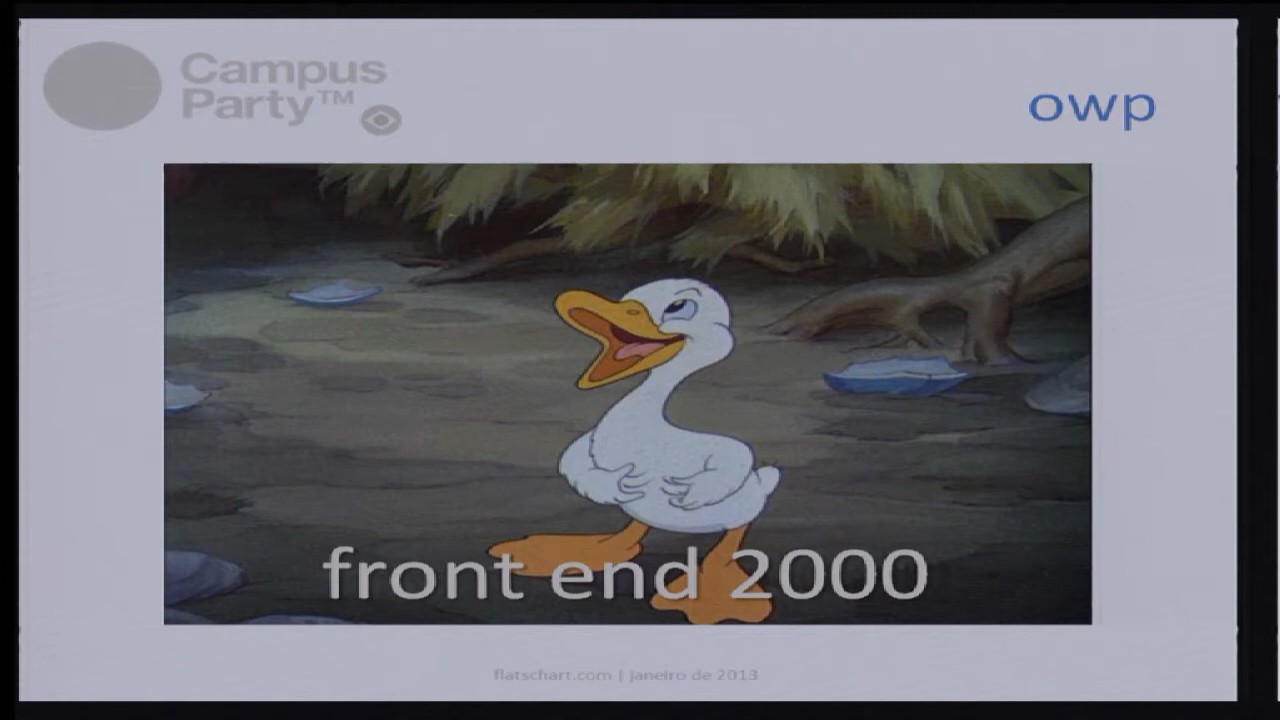 Campus
Party™
owp
front end 2000
flatschart.com | janeiro de 2013